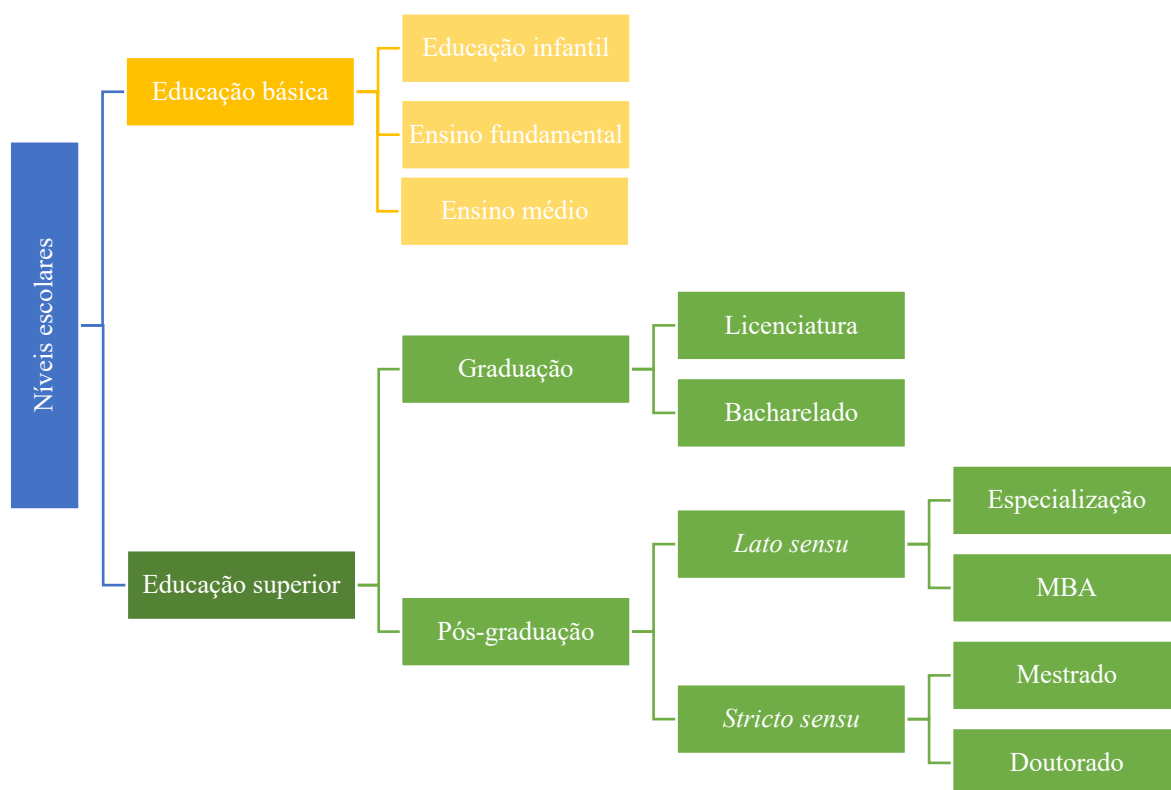 Níveis escolares
Educação básica
Educação infantil
Ensino fundamental
Ensino médio
Educação superior
Graduação
Licenciatura
Bacharelado
Pós-graduação
Lato sensu
Especialização
MBA
Stricto sensu
Mestrado
Doutorado